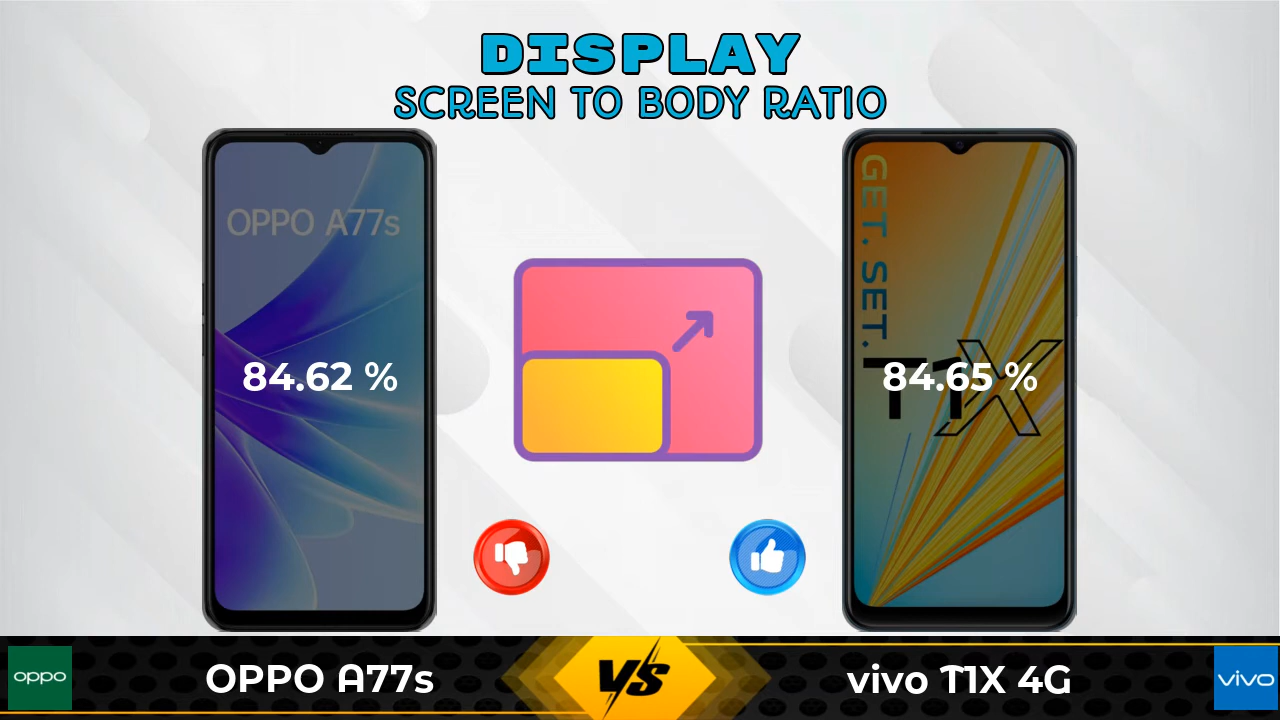 DISPLAY
SCREEN TO BODY RATIO
OPPO A77s
84.62 %
GET. SET.
T1X
84.65 %
oppo
OPPO A77s
VS
vivo T1X 4G
vivo